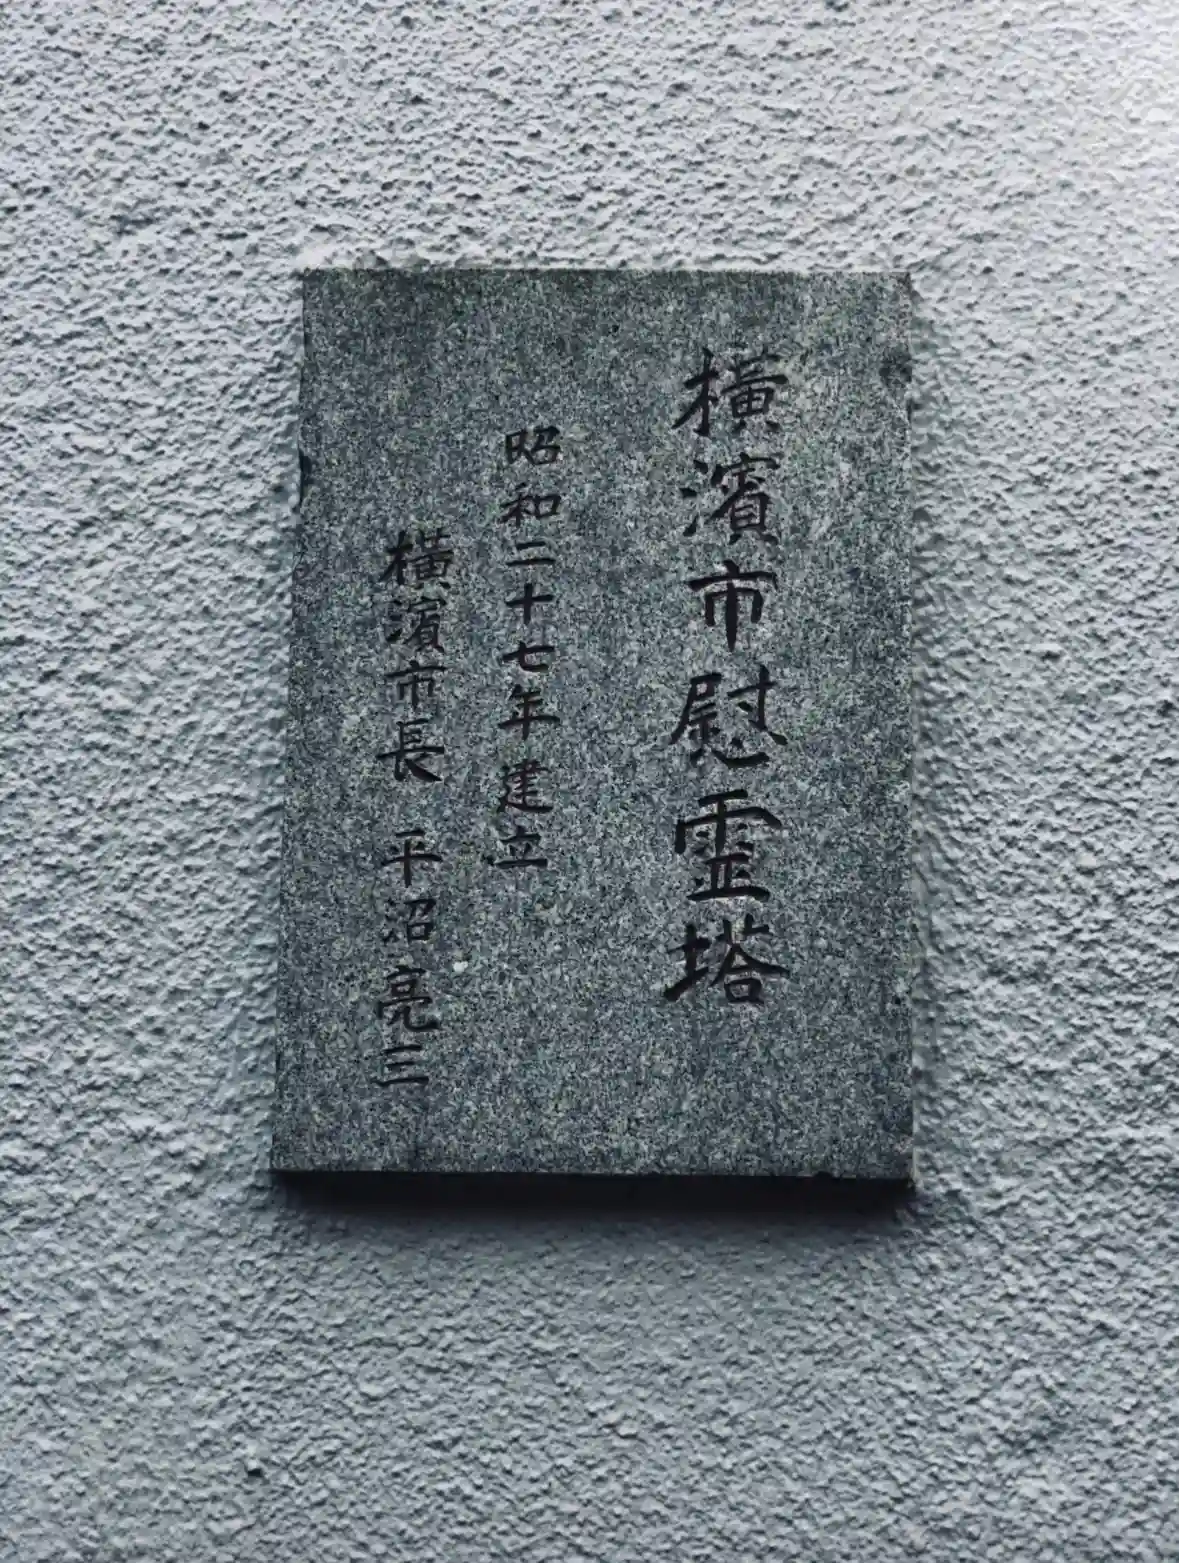 橫濱市慰霊塔
昭和二十七年建立
橫濱市長 平沼亮三